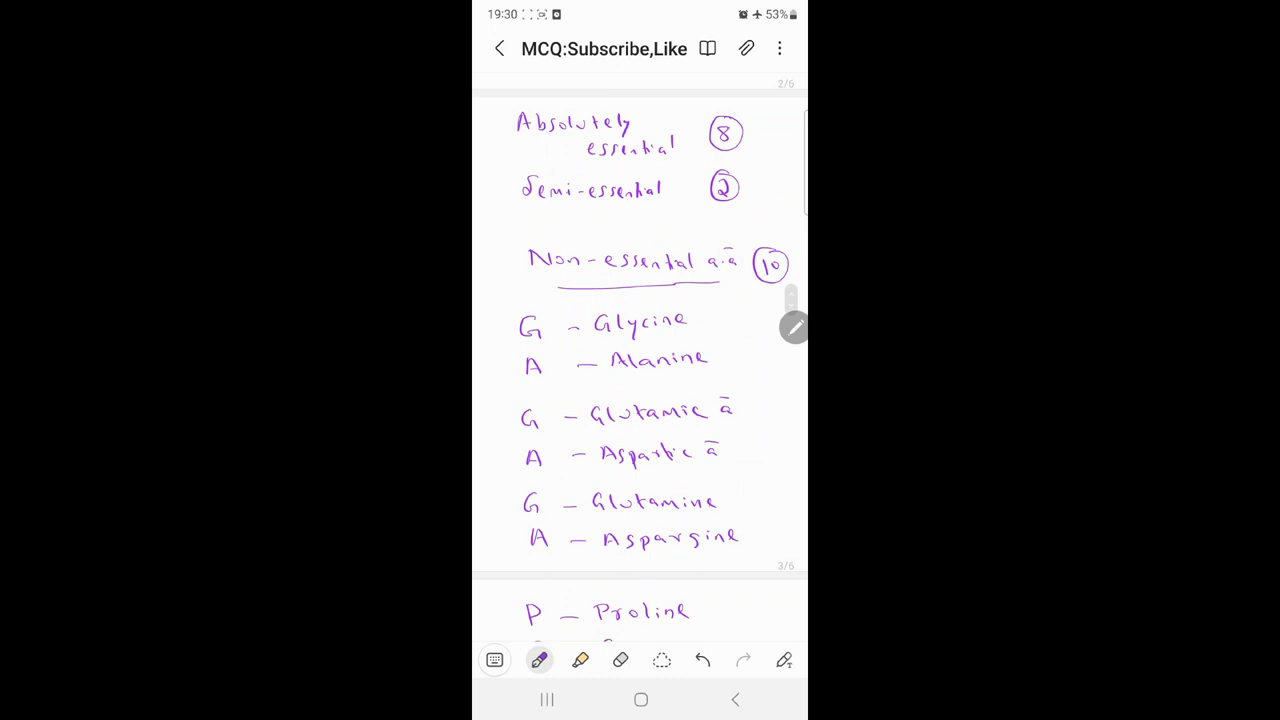 19:30 53%
MCQ:Subscribe,Like
2/6
Absolutely
essential 8
Semi-essential 2
Non-essential a.a 10
G - Glycine
A - Alanine
G - Glutamic a
A - Aspartic a
G - Glutamine
A - Aspargine
3/6
P - Proline